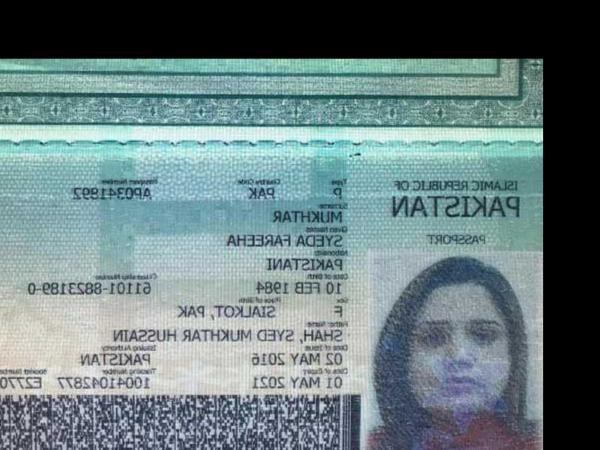 ISLAMIC REPUBLIC OF
PAKISTAN
PASSPORT
Type Country Code Passport Number
P PAK AP0341892
Surname
MUKHTAR
Given Names
SYEDA FAREEHA
Nationality
PAKISTANI
Date of Birth Citizenship Number
10 FEB 1984 61101-8823189-0
Sex Place of Birth
F SIALKOT, PAK
Father Name
SHAH, SYED MUKHTAR HUSSAIN
Date of Issue Issuing Authority
02 MAY 2016 PAKISTAN
Date of Expiry Tracking Number Booklet Number
01 MAY 2021 10041042877 E2770